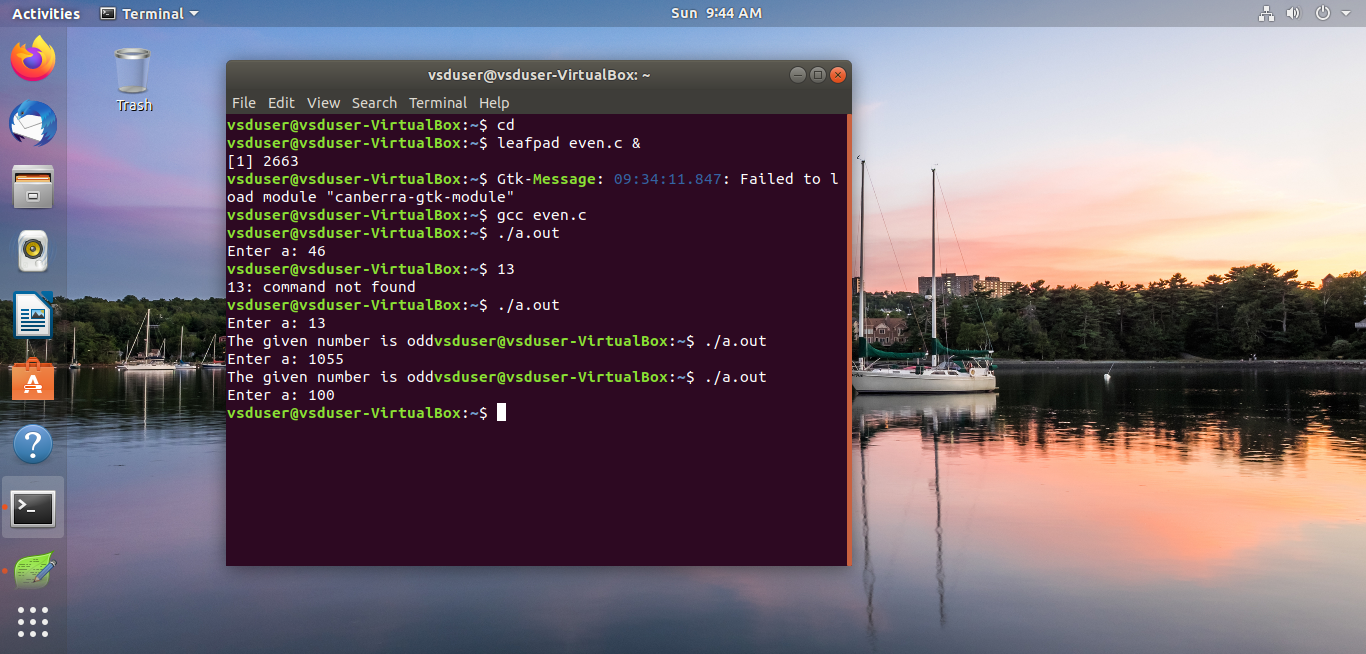 Activities Terminal Sun 9:44 AM
Trash
vsduser@vsduser-VirtualBox: ~
File Edit View Search Terminal Help
vsduser@vsduser-VirtualBox:~$ cd
vsduser@vsduser-VirtualBox:~$ leafpad even.c &
[1] 2663
vsduser@vsduser-VirtualBox:~$ Gtk-Message: 09:34:11.847: Failed to l
oad module "canberra-gtk-module"
vsduser@vsduser-VirtualBox:~$ gcc even.c
vsduser@vsduser-VirtualBox:~$ ./a.out
Enter a: 46
vsduser@vsduser-VirtualBox:~$ 13
13: command not found
vsduser@vsduser-VirtualBox:~$ ./a.out
Enter a: 13
The given number is oddvsduser@vsduser-VirtualBox:~$ ./a.out
Enter a: 1055
The given number is oddvsduser@vsduser-VirtualBox:~$ ./a.out
Enter a: 100
vsduser@vsduser-VirtualBox:~$